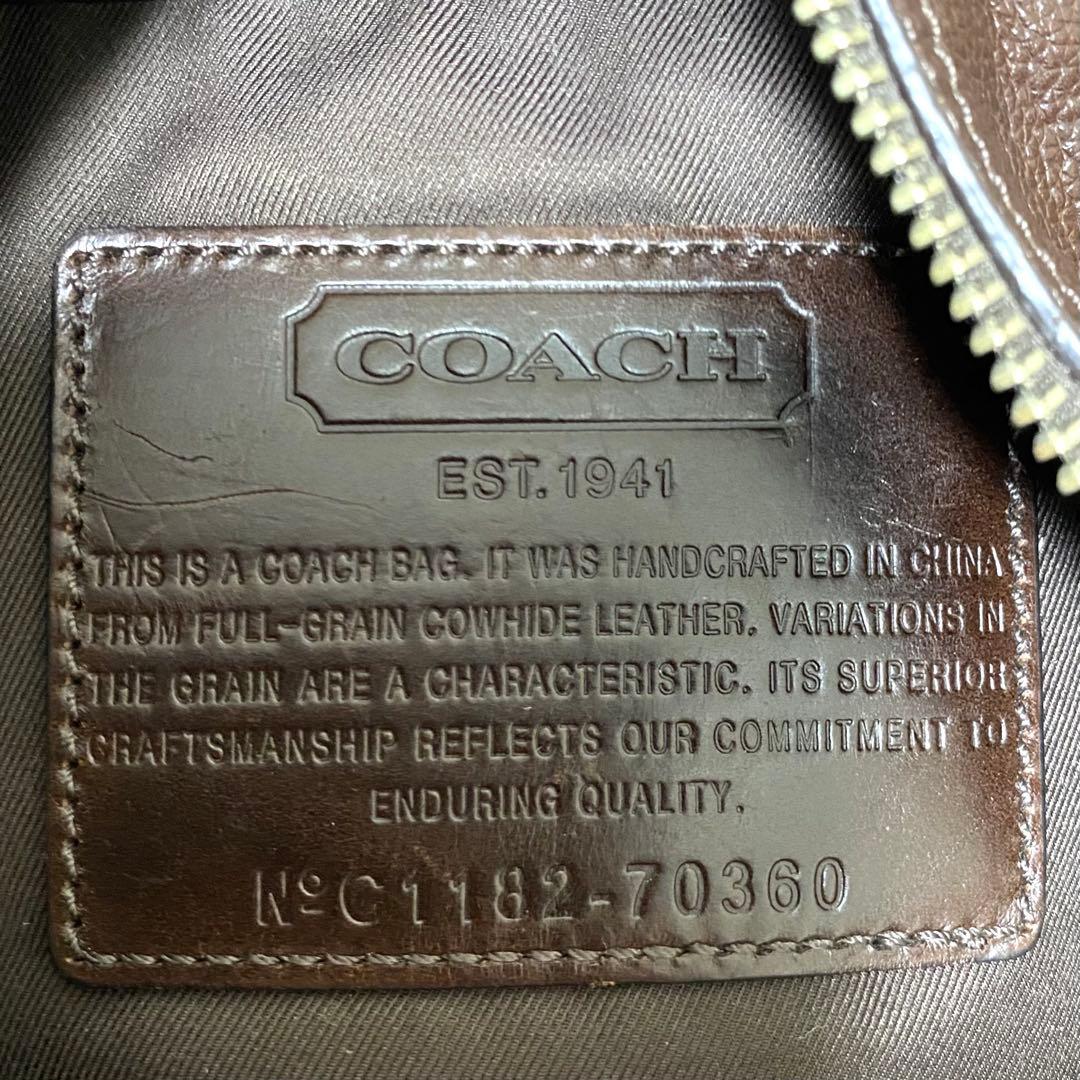 COACH
EST. 1941
THIS IS A COACH BAG. IT WAS HANDCRAFTED IN CHINA
FROM FULL-GRAIN COWHIDE LEATHER. VARIATIONS IN
THE GRAIN ARE A CHARACTERISTIC. ITS SUPERIOR
CRAFTSMANSHIP REFLECTS OUR COMMITMENT TO
ENDURING QUALITY.
NºC1182-70360